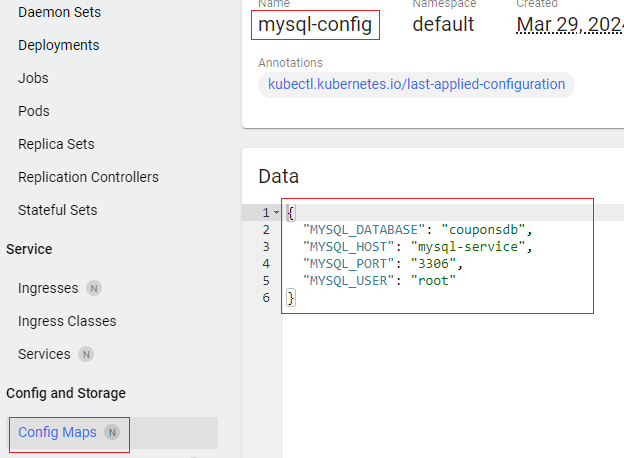 Daemon Sets
Deployments
Jobs
Pods
Replica Sets
Replication Controllers
Stateful Sets
Service
Ingresses N
Ingress Classes
Services N
Config and Storage
Config Maps N
Name Namespace Created
mysql-config default Mar 29, 2024
Annotations
kubectl.kubernetes.io/last-applied-configuration
Data
1 {
2 "MYSQL_DATABASE": "couponsdb",
3 "MYSQL_HOST": "mysql-service",
4 "MYSQL_PORT": "3306",
5 "MYSQL_USER": "root"
6 }